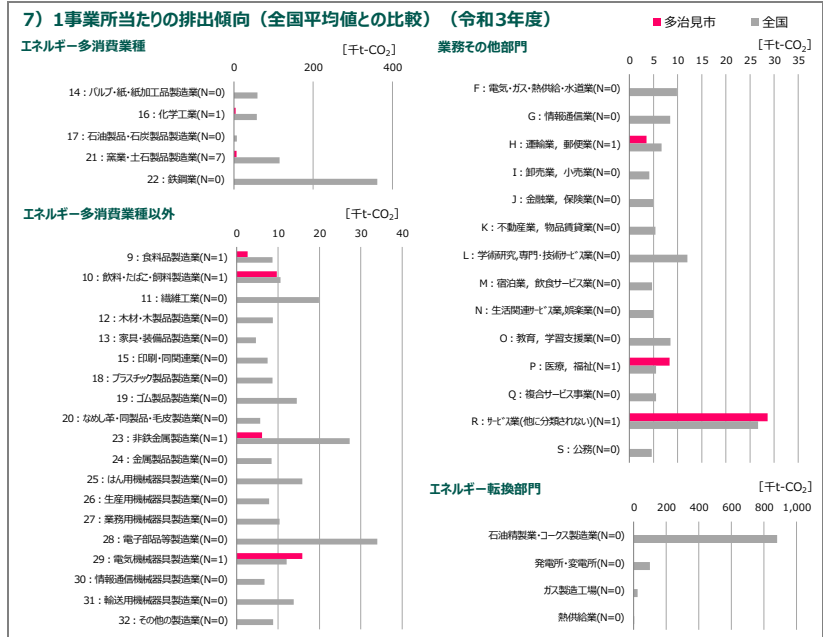 7）1事業所当たりの排出傾向（全国平均値との比較）（令和3年度）
■多治見市 ■全国
エネルギー多消費業種
［千t-CO₂］
0 200 400
14：パルプ・紙・紙加工品製造業(N=0)
16：化学工業(N=1)
17：石油製品・石炭製品製造業(N=0)
21：窯業・土石製品製造業(N=7)
22：鉄鋼業(N=0)
エネルギー多消費業種以外
［千t-CO₂］
0 10 20 30 40
9：食料品製造業(N=1)
10：飲料・たばこ・飼料製造業(N=1)
11：繊維工業(N=0)
12：木材・木製品製造業(N=0)
13：家具・装備品製造業(N=0)
15：印刷・同関連業(N=0)
18：プラスチック製品製造業(N=0)
19：ゴム製品製造業(N=0)
20：なめし革・同製品・毛皮製造業(N=0)
23：非鉄金属製造業(N=1)
24：金属製品製造業(N=0)
25：はん用機械器具製造業(N=0)
26：生産用機械器具製造業(N=0)
27：業務用機械器具製造業(N=0)
28：電子部品等製造業(N=0)
29：電気機械器具製造業(N=1)
30：情報通信機械器具製造業(N=0)
31：輸送用機械器具製造業(N=0)
32：その他の製造業(N=0)
業務その他部門
［千t-CO₂］
0 5 10 15 20 25 30 35
F：電気・ガス・熱供給・水道業(N=0)
G：情報通信業(N=0)
H：運輸業，郵便業(N=1)
I：卸売業，小売業(N=0)
J：金融業，保険業(N=0)
K：不動産業，物品賃貸業(N=0)
L：学術研究,専門・技術ｻｰﾋﾞｽ業(N=0)
M：宿泊業，飲食サービス業(N=0)
N：生活関連ｻｰﾋﾞｽ業,娯楽業(N=0)
O：教育，学習支援業(N=0)
P：医療，福祉(N=1)
Q：複合サービス事業(N=0)
R：ｻｰﾋﾞｽ業(他に分類されない)(N=1)
S：公務(N=0)
エネルギー転換部門
［千t-CO₂］
0 200 400 600 800 1,000
石油精製業・コークス製造業(N=0)
発電所・変電所(N=0)
ガス製造工場(N=0)
熱供給業(N=0)